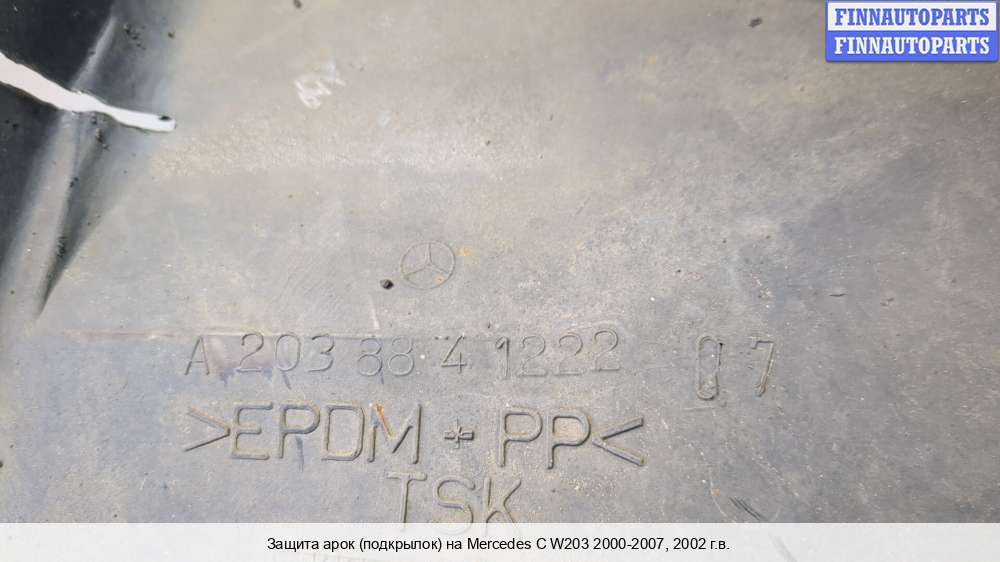 FINNAUTOPARTS
FINNAUTOPARTS
A 203 88 4 1222 07
>EPDM + PP<
TSK
Защита арок (подкрылок) на Mercedes C W203 2000-2007, 2002 г.в.